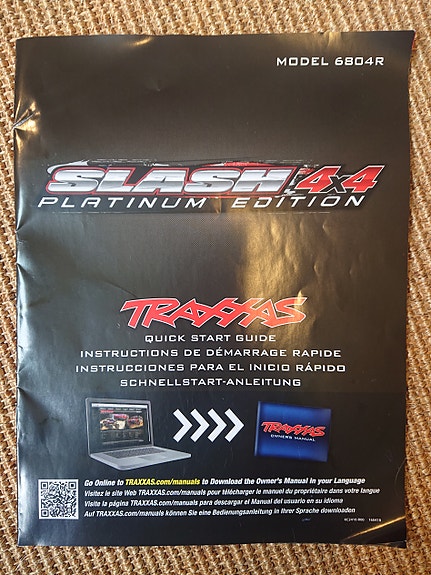 MODEL 6804R
SLASH 4x4
PLATINUM EDITION
TRAXXAS
QUICK START GUIDE
INSTRUCTIONS DE DÉMARRAGE RAPIDE
INSTRUCCIONES PARA EL INICIO RÁPIDO
SCHNELLSTART-ANLEITUNG
TRAXXAS
OWNERS MANUAL
Go Online to TRAXXAS.com/manuals to Download the Owner's Manual in your Language
Visitez le site Web TRAXXAS.com/manuals pour télécharger le manuel du propriétaire dans votre langue
Visite la página TRAXXAS.com/manuals para descargar el Manual del usuario en su idioma
Auf TRAXXAS.com/manuals können Sie eine Bedienungsanleitung in Ihrer Sprache downloaden